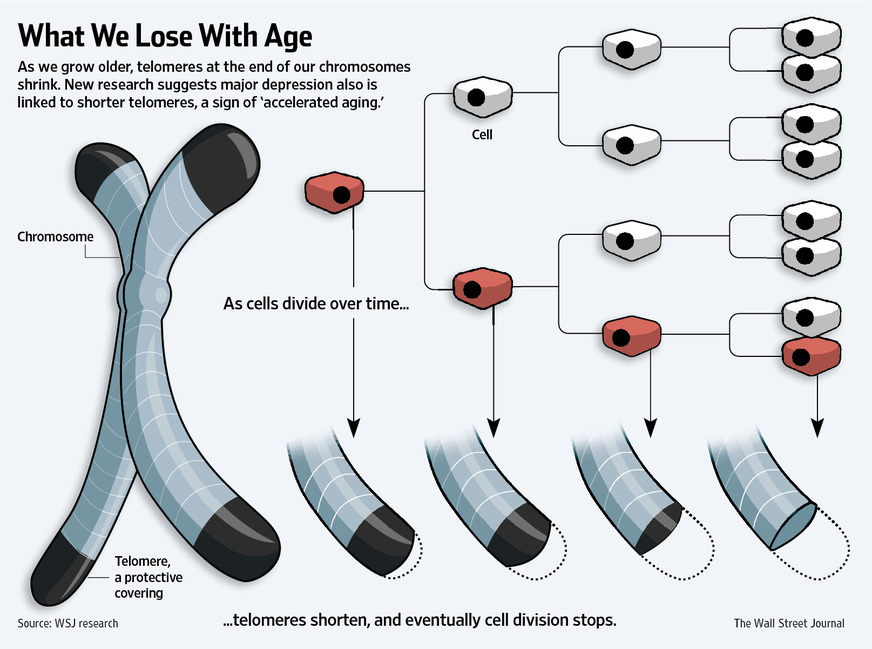 What We Lose With Age
As we grow older, telomeres at the end of our chromosomes
shrink. New research suggests major depression also is
linked to shorter telomeres, a sign of ‘accelerated aging.’
Cell
Chromosome
As cells divide over time...
Telomere,
a protective
covering
...telomeres shorten, and eventually cell division stops.
Source: WSJ research
The Wall Street Journal